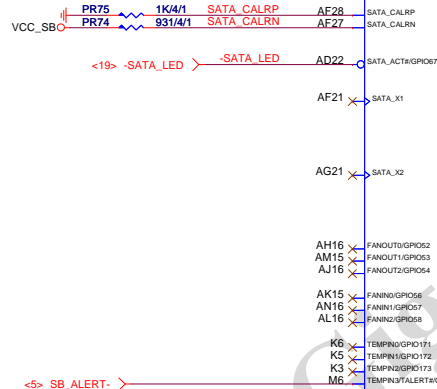 PR75 1K/4/1 SATA_CALRP AF28 SATA_CALRP
VCC_SB PR74 931/4/1 SATA_CALRN AF27 SATA_CALRN
<19> -SATA_LED -SATA_LED AD22 SATA_ACT#/GPIO67
AF21 SATA_X1
AG21 SATA_X2
AH16 FANOUT0/GPIO52
AM15 FANOUT1/GPIO53
AJ16 FANOUT2/GPIO54
AK15 FANIN0/GPIO56
AN16 FANIN1/GPIO57
AL16 FANIN2/GPIO58
K6 TEMPIN0/GPIO171
K5 TEMPIN1/GPIO172
K3 TEMPIN2/GPIO173
<5> SB_ALERT- M6 TEMPIN3/TALERT#/G
Gig